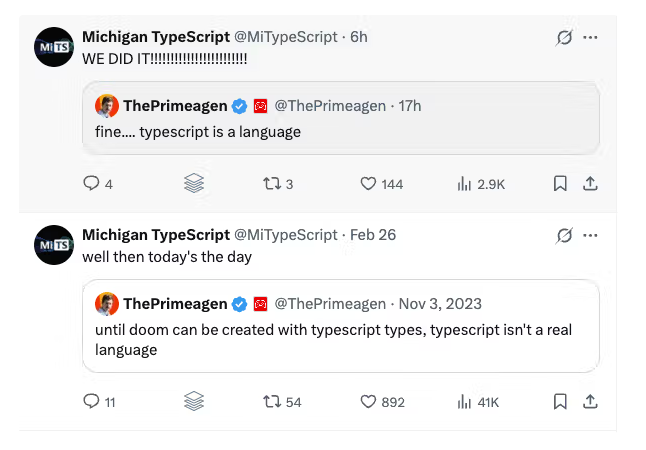 MiTS
Michigan TypeScript @MiTypeScript · 6h
WE DID IT!!!!!!!!!!!!!!!!!!!!!!!!
ThePrimeagen @ThePrimeagen · 17h
fine.... typescript is a language
4 3 144 2.9K
MiTS
Michigan TypeScript @MiTypeScript · Feb 26
well then today's the day
ThePrimeagen @ThePrimeagen · Nov 3, 2023
until doom can be created with typescript types, typescript isn't a real
language
11 54 892 41K